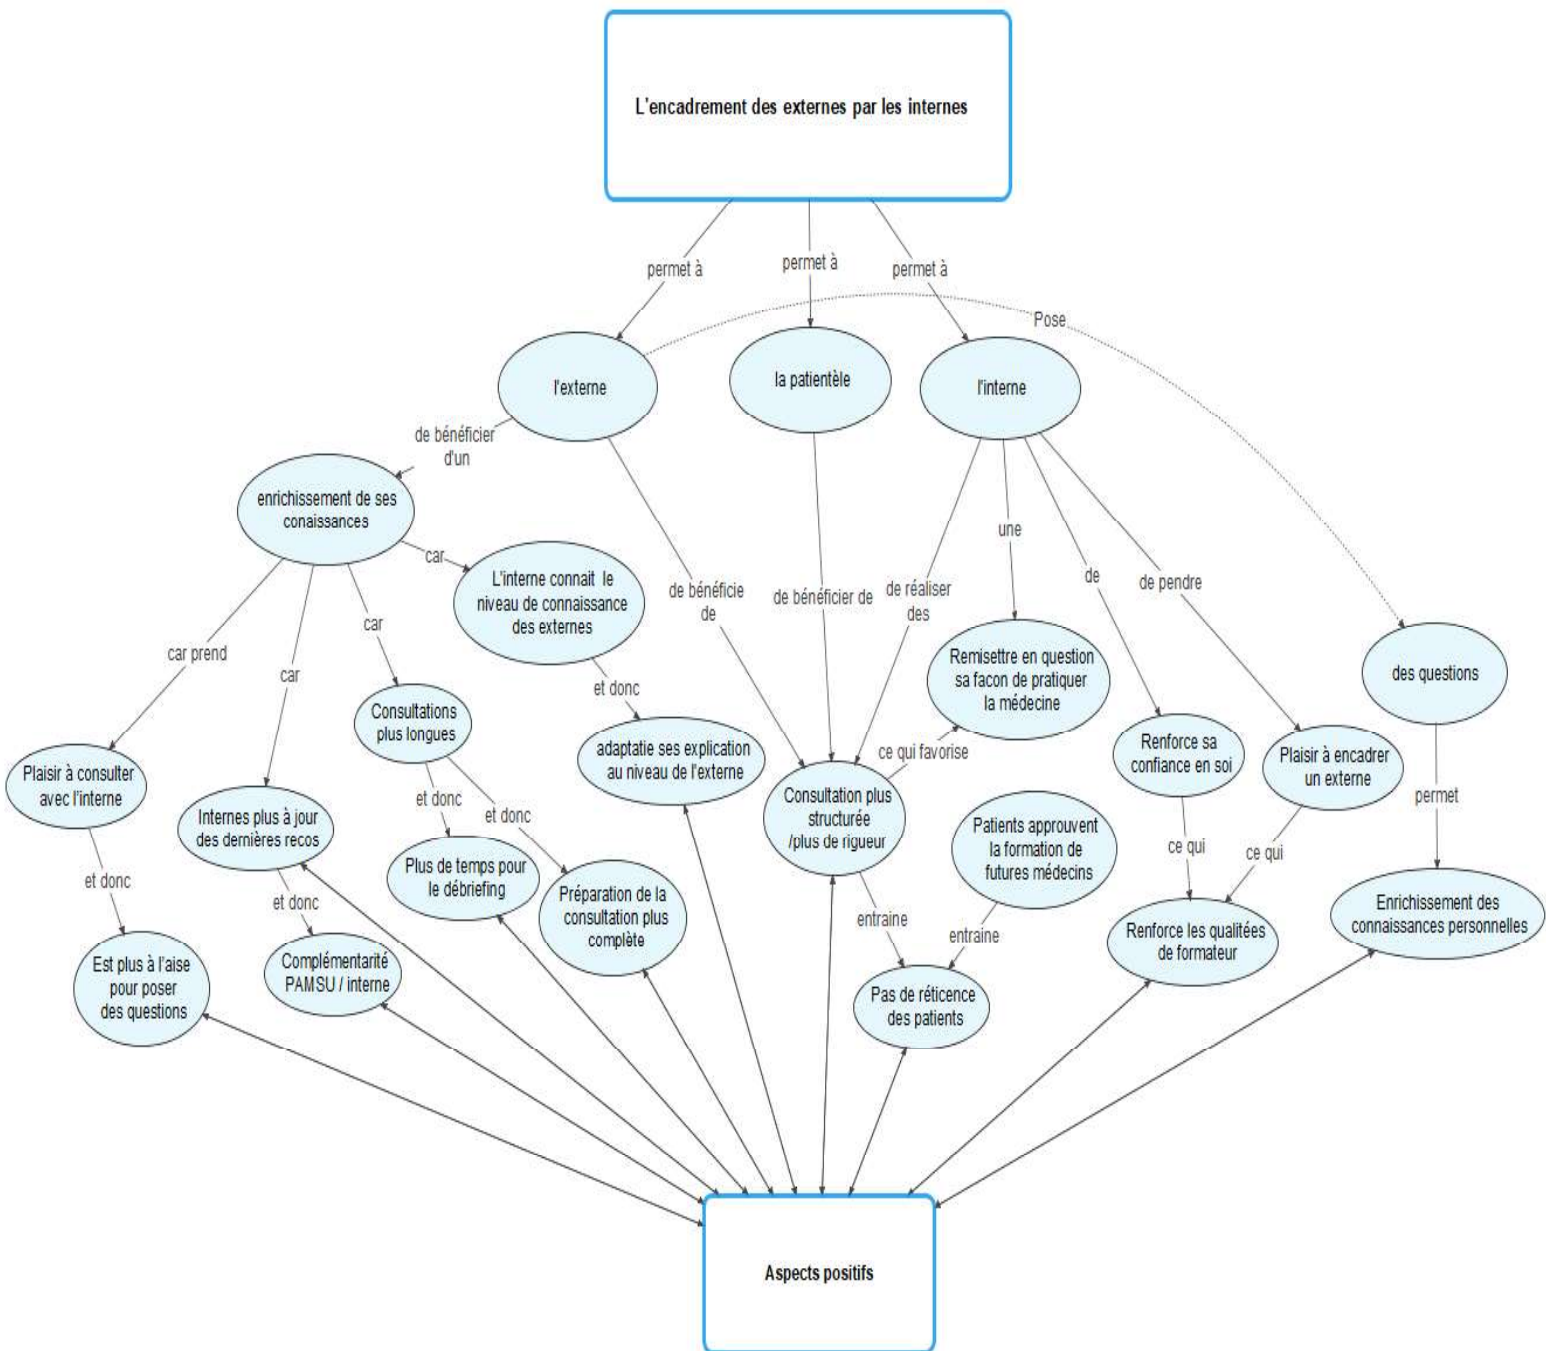 L'encadrement des externes par les internes
permet à
permet à
permet à
Pose
l'externe
la patientèle
l'interne
de bénéficier
d'un
enrichissement de ses
conaissances
car
L'interne connait le
niveau de connaissance
des externes
une
de bénéficie
de
de bénéficier de
de réaliser
des
de
de pendre
car prend
car
car
et donc
Remisettre en question
sa facon de pratiquer
la médecine
des questions
Consultations
plus longues
adaptatie ses explication
au niveau de l'externe
ce qui favorise
Renforce sa
confiance en soi
Plaisir à encadrer
un externe
Plaisir à consulter
avec l'interne
Internes plus à jour
des dernières recos
et donc
et donc
Consultation plus
structurée
/plus de rigueur
Patients approuvent
la formation de
futures médecins
permet
ce qui
ce qui
et donc
et donc
Plus de temps pour
le débriefing
Préparation de la
consultation plus
complète
entraine
entraine
Renforce les qualitées
de formateur
Enrichissement des
connaissances personnelles
Est plus à l'aise
pour poser
des questions
Complémentarité
PAMSU / interne
Pas de réticence
des patients
Aspects positifs